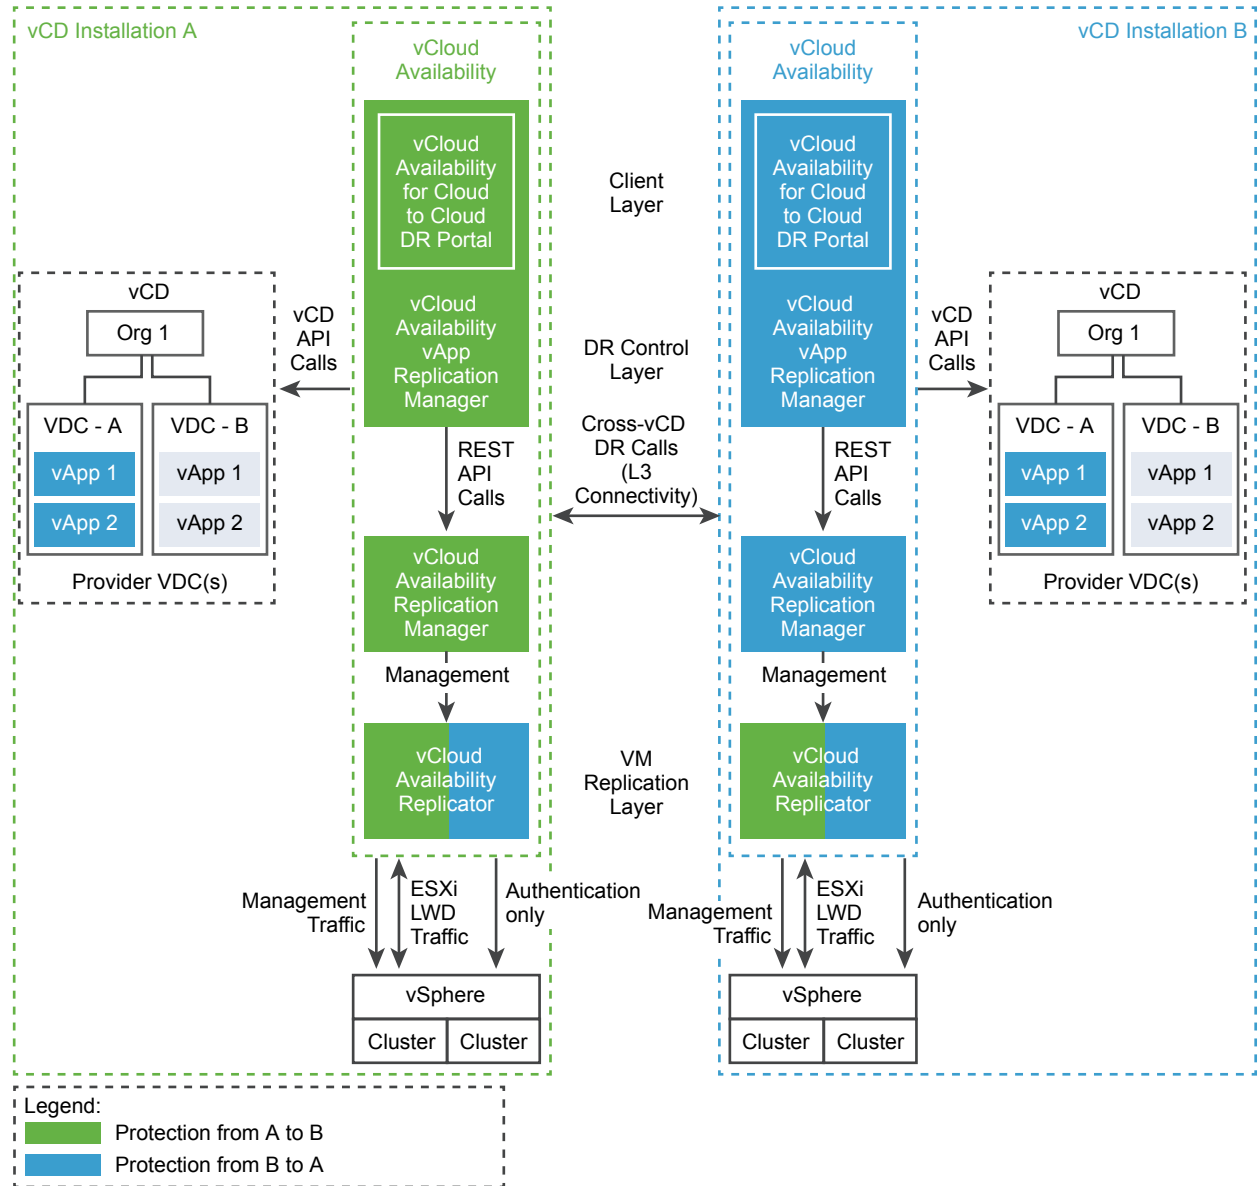 vCD Installation A
vCloud
Availability
vCloud
Availability
for Cloud
to Cloud
DR Portal
vCloud
Availability
vApp
Replication
Manager
vCD
API
Calls
vCD
Org 1
VDC - A
VDC - B
vApp 1
vApp 1
vApp 2
vApp 2
Provider VDC(s)
REST
API
Calls
vCloud
Availability
Replication
Manager
Management
vCloud
Availability
Replicator
Management
Traffic
ESXi
LWD
Traffic
Authentication
only
vSphere
Cluster
Cluster
Client
Layer
DR Control
Layer
Cross-vCD
DR Calls
(L3
Connectivity)
VM
Replication
Layer
vCD Installation B
vCloud
Availability
vCloud
Availability
for Cloud
to Cloud
DR Portal
vCloud
Availability
vApp
Replication
Manager
vCD
API
Calls
vCD
Org 1
VDC - A
VDC - B
vApp 1
vApp 1
vApp 2
vApp 2
Provider VDC(s)
REST
API
Calls
vCloud
Availability
Replication
Manager
Management
vCloud
Availability
Replicator
Management
Traffic
ESXi
LWD
Traffic
Authentication
only
vSphere
Cluster
Cluster
Legend:
Protection from A to B
Protection from B to A